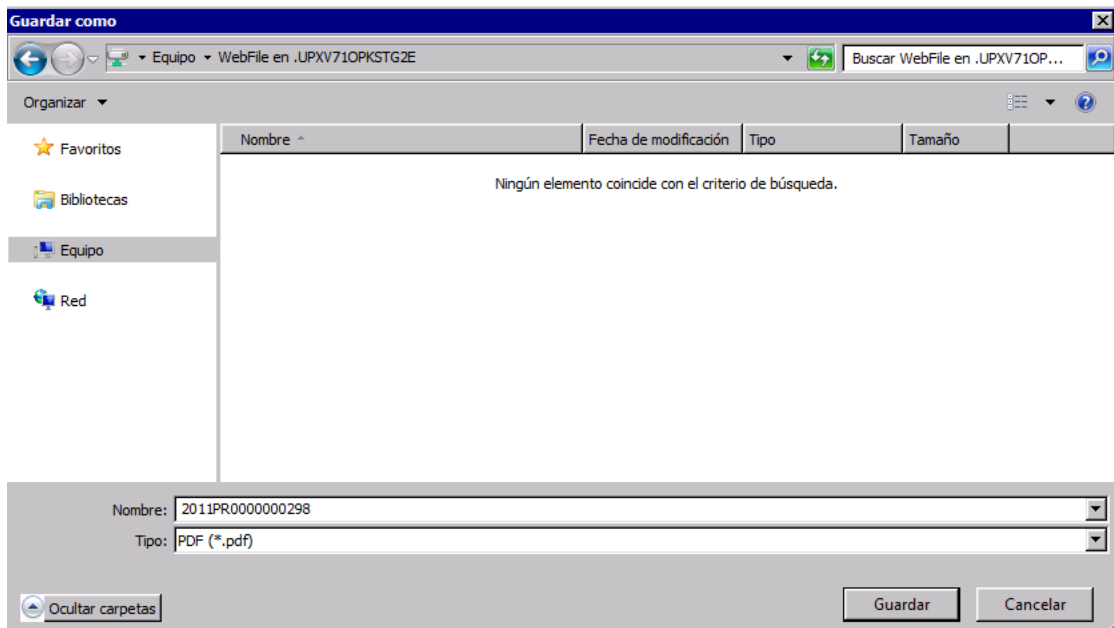 Guardar como
Equipo WebFile en .UPXV71OPKSTG2E Buscar WebFile en .UPXV71OP...
Organizar
Nombre Fecha de modificación Tipo Tamaño
Favoritos
Ningún elemento coincide con el criterio de búsqueda.
Bibliotecas
Equipo
Red
Nombre: 2011PR0000000298
Tipo: PDF (*.pdf)
Ocultar carpetas Guardar Cancelar